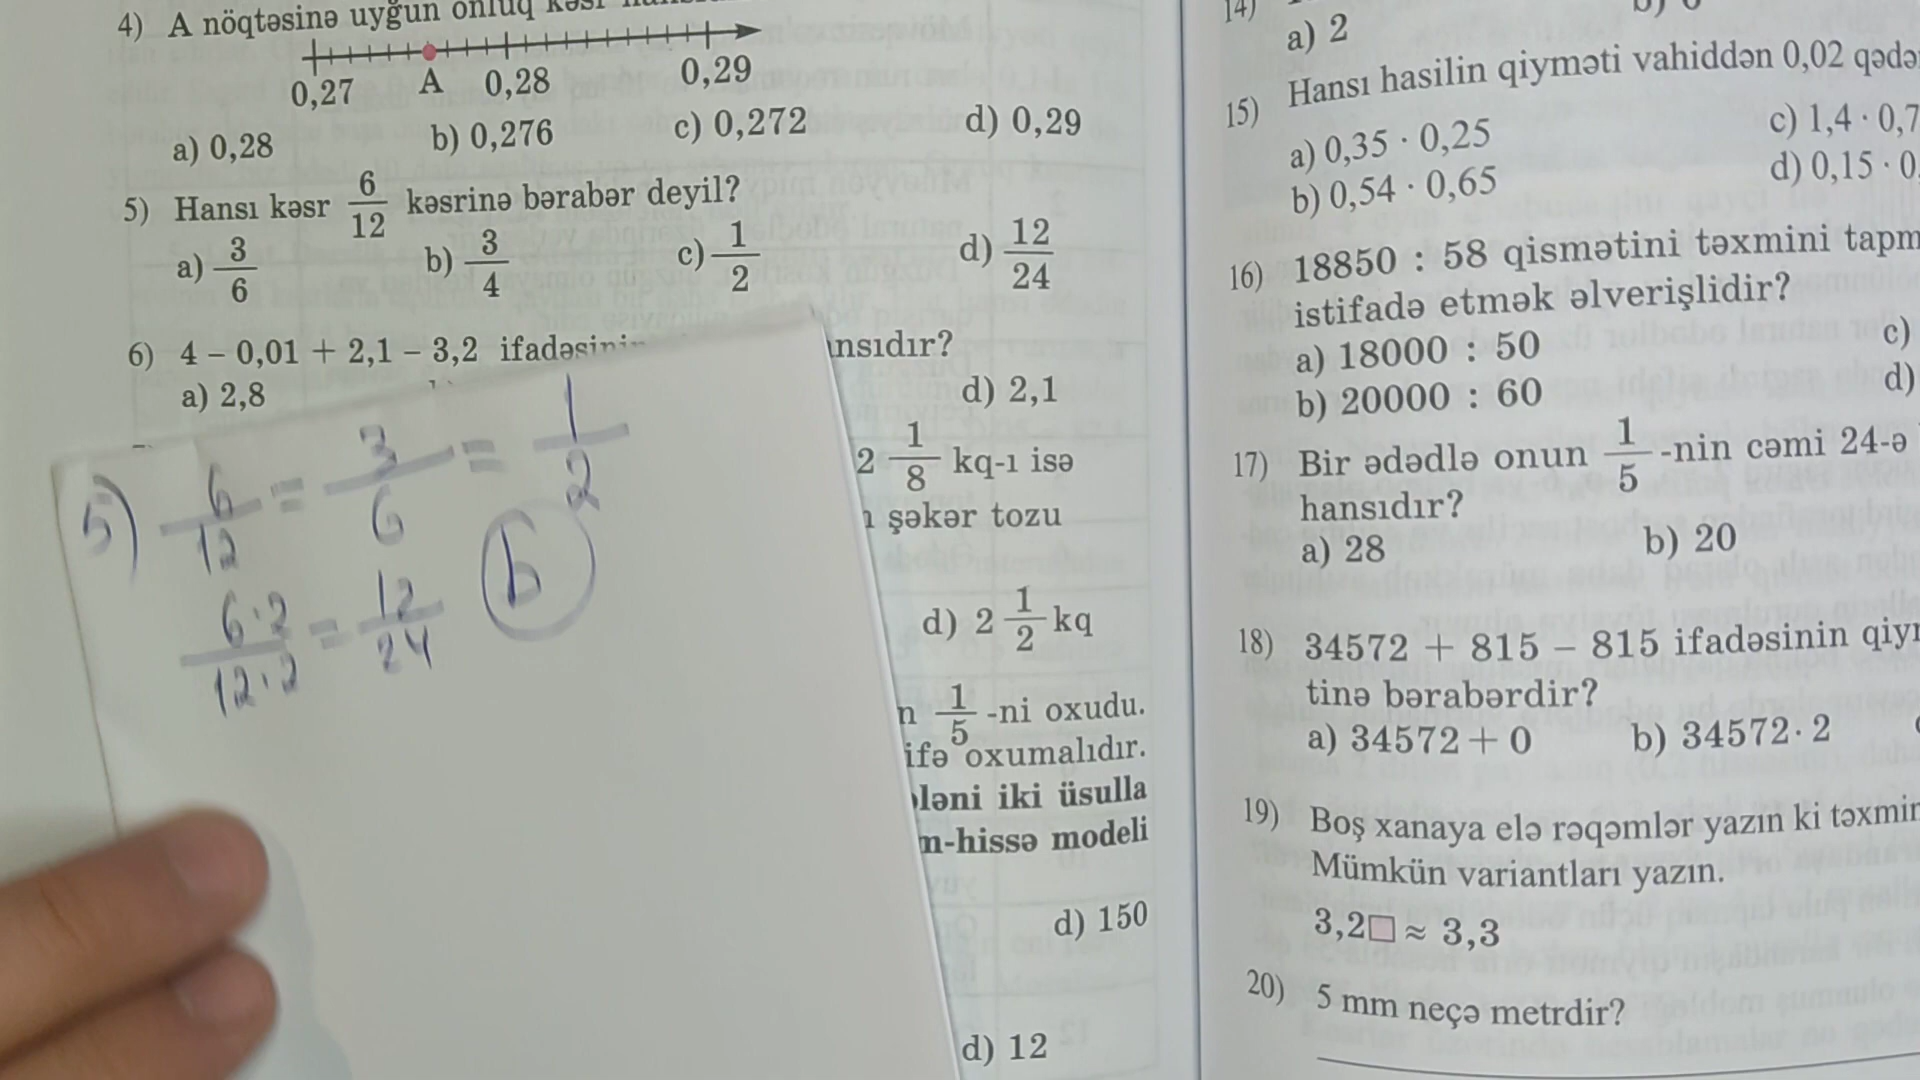 4) A nöqtəsinə uyğun onluq
0,27 A 0,28 0,29
a) 0,28 b) 0,276 c) 0,272 d) 0,29
5) Hansı kəsr 6/12 kəsrinə bərabər deyil?
a) 3/6 b) 3/4 c) 1/2 d) 12/24
6) 4 – 0,01 + 2,1 – 3,2 nsıdır?
a) 2,8 d) 2,1
2 1/8 kq-ı isə
şəkər tozu
d) 2 1/2 kq
n 1/5 -ni oxudu.
ifə oxumalıdır.
ləni iki üsulla
n-hissə modeli
d) 150
d) 12
5) 6/12 = 3/6 = 1/2
6·2/12·2 = 12/24 b
14)
a) 2
15) Hansı hasilin qiyməti vahiddən 0,02 qədə
a) 0,35 · 0,25 c) 1,4 · 0,7
b) 0,54 · 0,65 d) 0,15 · 0
16) 18850 : 58 qismətini təxmini tapm
istifadə etmək əlverişlidir?
a) 18000 : 50 c)
b) 20000 : 60 d)
17) Bir ədədlə onun 1/5 -nin cəmi 24-ə
hansıdır?
a) 28 b) 20
18) 34572 + 815 – 815 ifadəsinin qiy
tinə bərabərdir?
a) 34572 + 0 b) 34572 · 2
19) Boş xanaya elə rəqəmlər yazın ki təxmin
Mümkün variantları yazın.
3,2□ ≈ 3,3
20) 5 mm neçə metrdir?